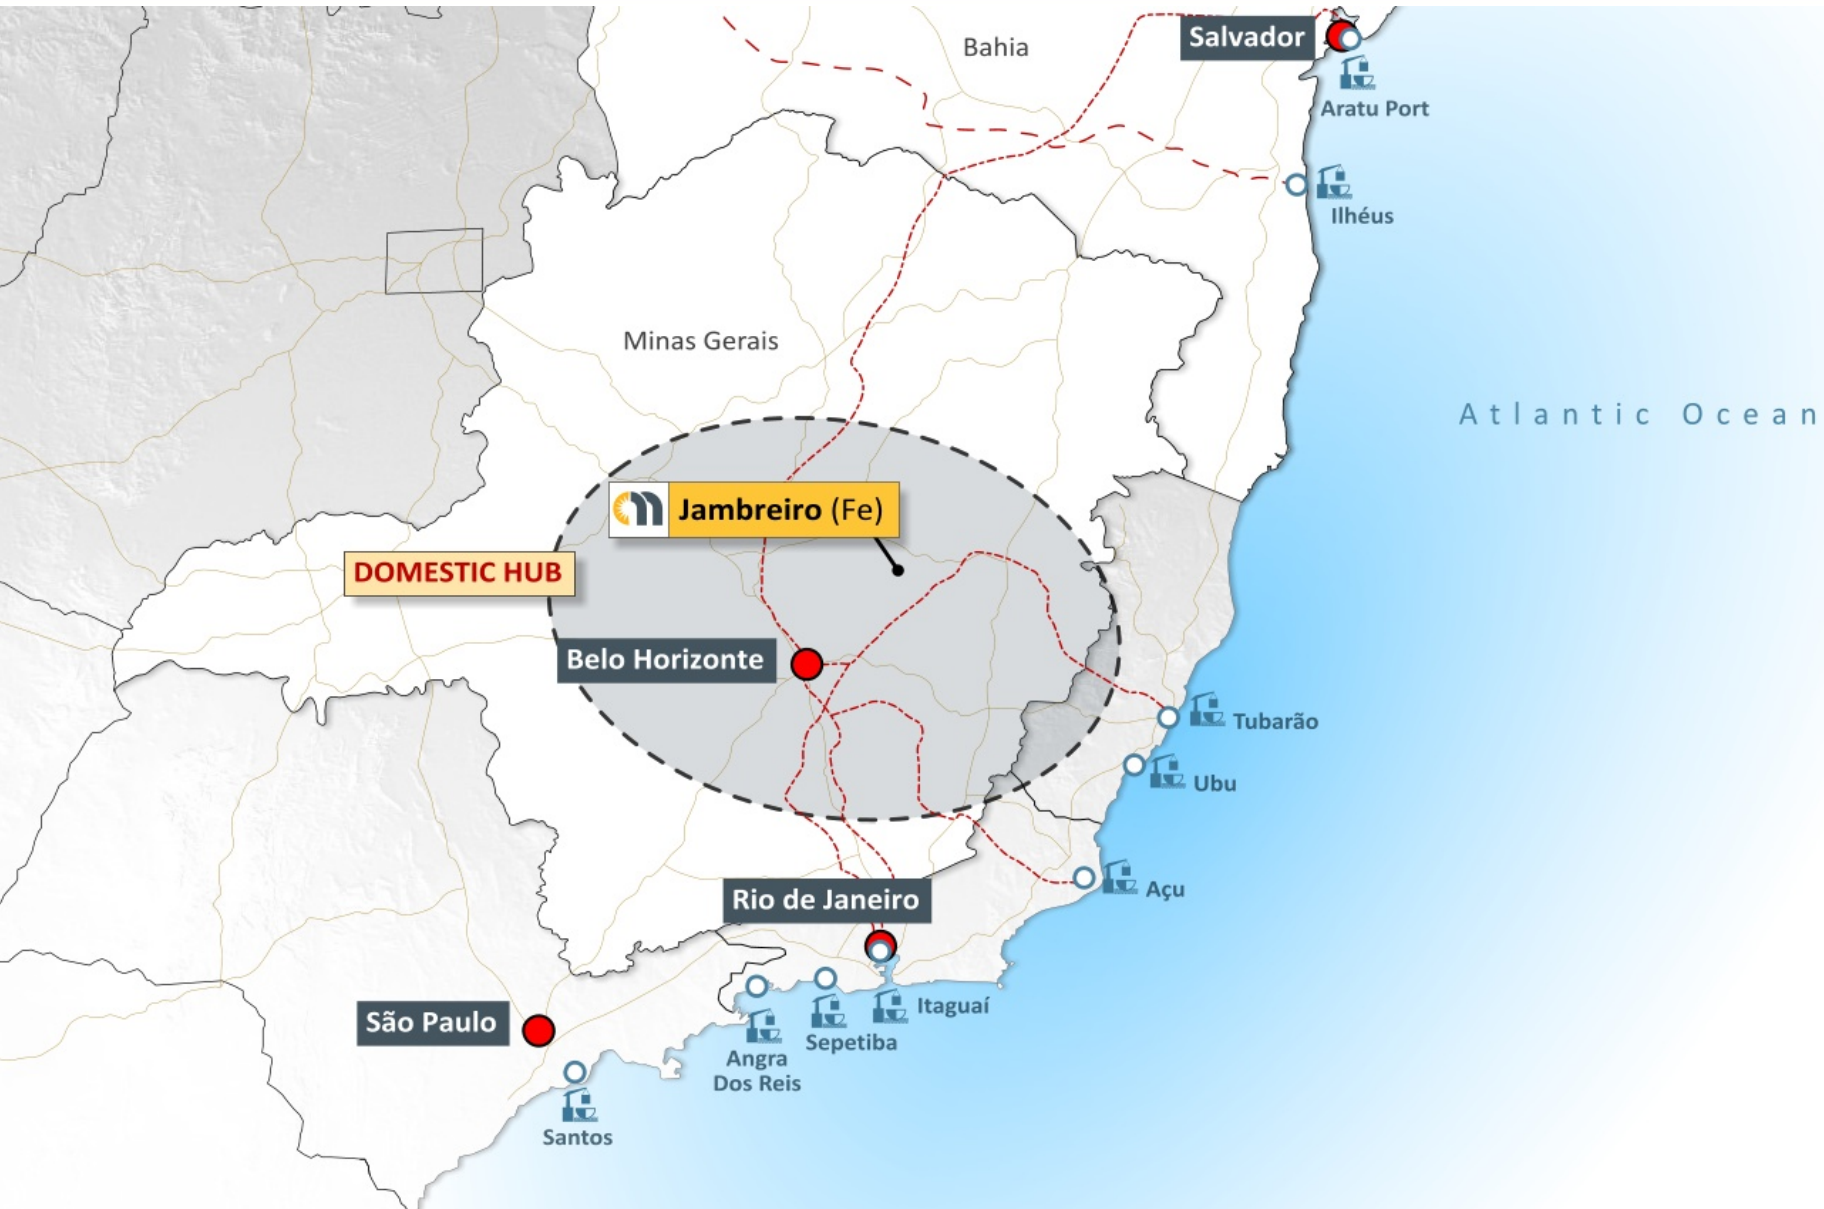 Bahia
Salvador
Aratu Port
Ilhéus
Minas Gerais
Atlantic Ocean
Jambreiro (Fe)
DOMESTIC HUB
Belo Horizonte
Tubarão
Ubu
Açu
Rio de Janeiro
Itaguaí
São Paulo
Sepetiba
Angra
Dos Reis
Santos